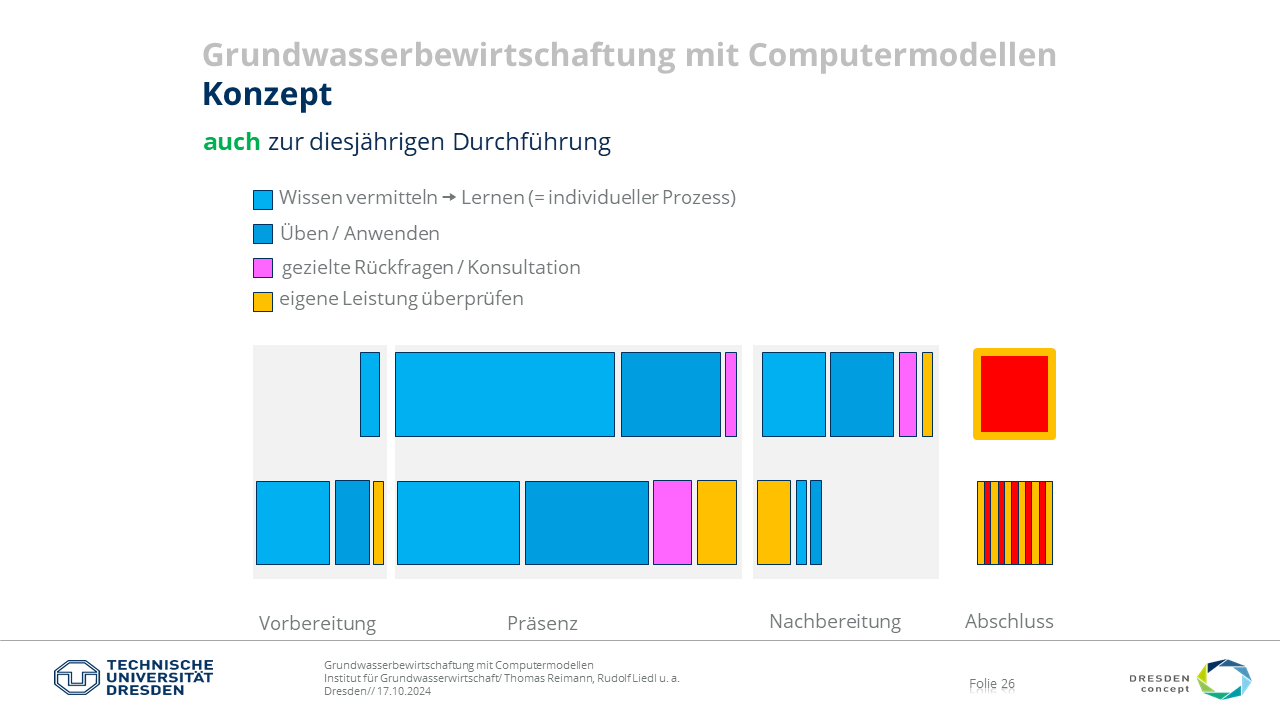 Grundwasserbewirtschaftung mit Computermodellen
Konzept
auch zur diesjährigen Durchführung
Wissen vermitteln → Lernen (= individueller Prozess)
Üben / Anwenden
gezielte Rückfragen / Konsultation
eigene Leistung überprüfen
Vorbereitung
Präsenz
Nachbereitung
Abschluss
TECHNISCHE
UNIVERSITÄT
DRESDEN
Grundwasserbewirtschaftung mit Computermodellen
Institut für Grundwasserwirtschaft/ Thomas Reimann, Rudolf Liedl u. a.
Dresden// 17.10.2024
Folie 26
DRESDEN
concept